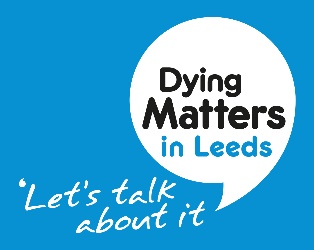 Dying
Matters
in Leeds
‘Let's talk
about it